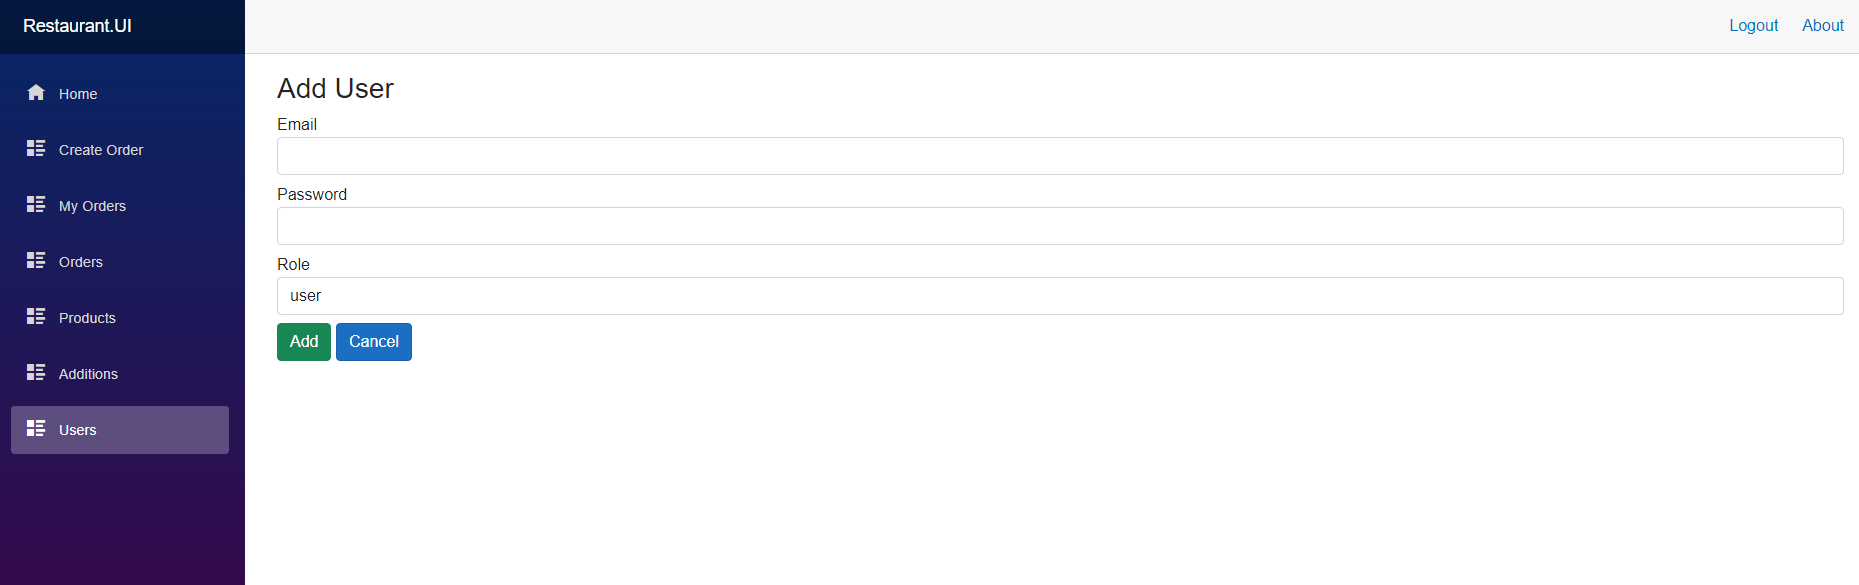 Restaurant.UI
Logout About
Home
Create Order
My Orders
Orders
Products
Additions
Users
Add User
Email
Password
Role
user
Add Cancel